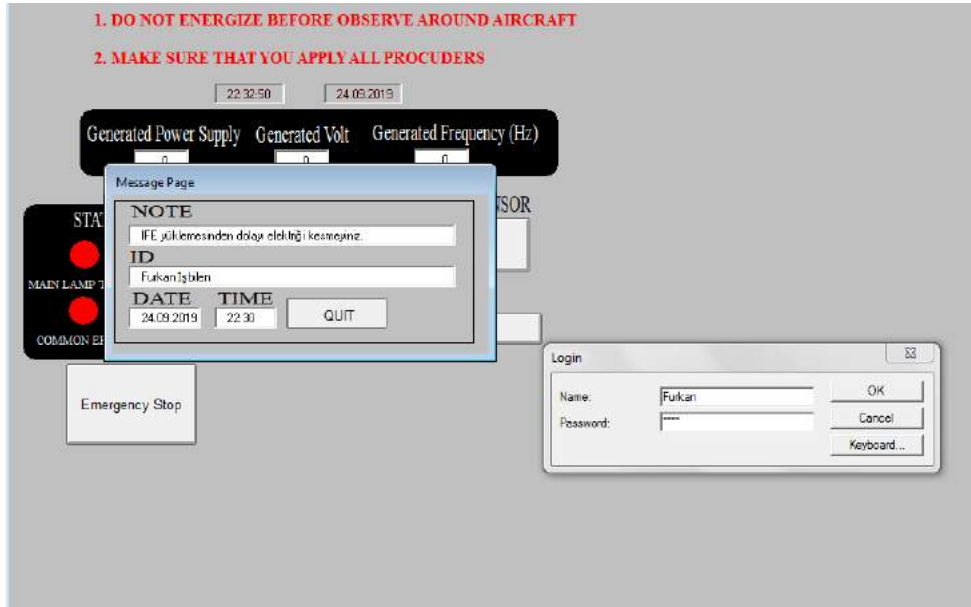 1. DO NOT ENERGIZE BEFORE OBSERVE AROUND AIRCRAFT
2. MAKE SURE THAT YOU APPLY ALL PROCUDERS
22:32:50 24.09.2019
Generated Power Supply Generated Volt Generated Frequency (Hz)
0 0 0
Message Page
NOTE
IFE yüklemesinden dolayı elektriği kesmeyiniz.
ID
Furkan İşbilen
DATE TIME
24.09.2019 22:30
QUIT
STA
NSOR
MAIN LAMP T
COMMON ER
Emergency Stop
Login
Name: Furkan
Password: ****
OK
Cancel
Keyboard...